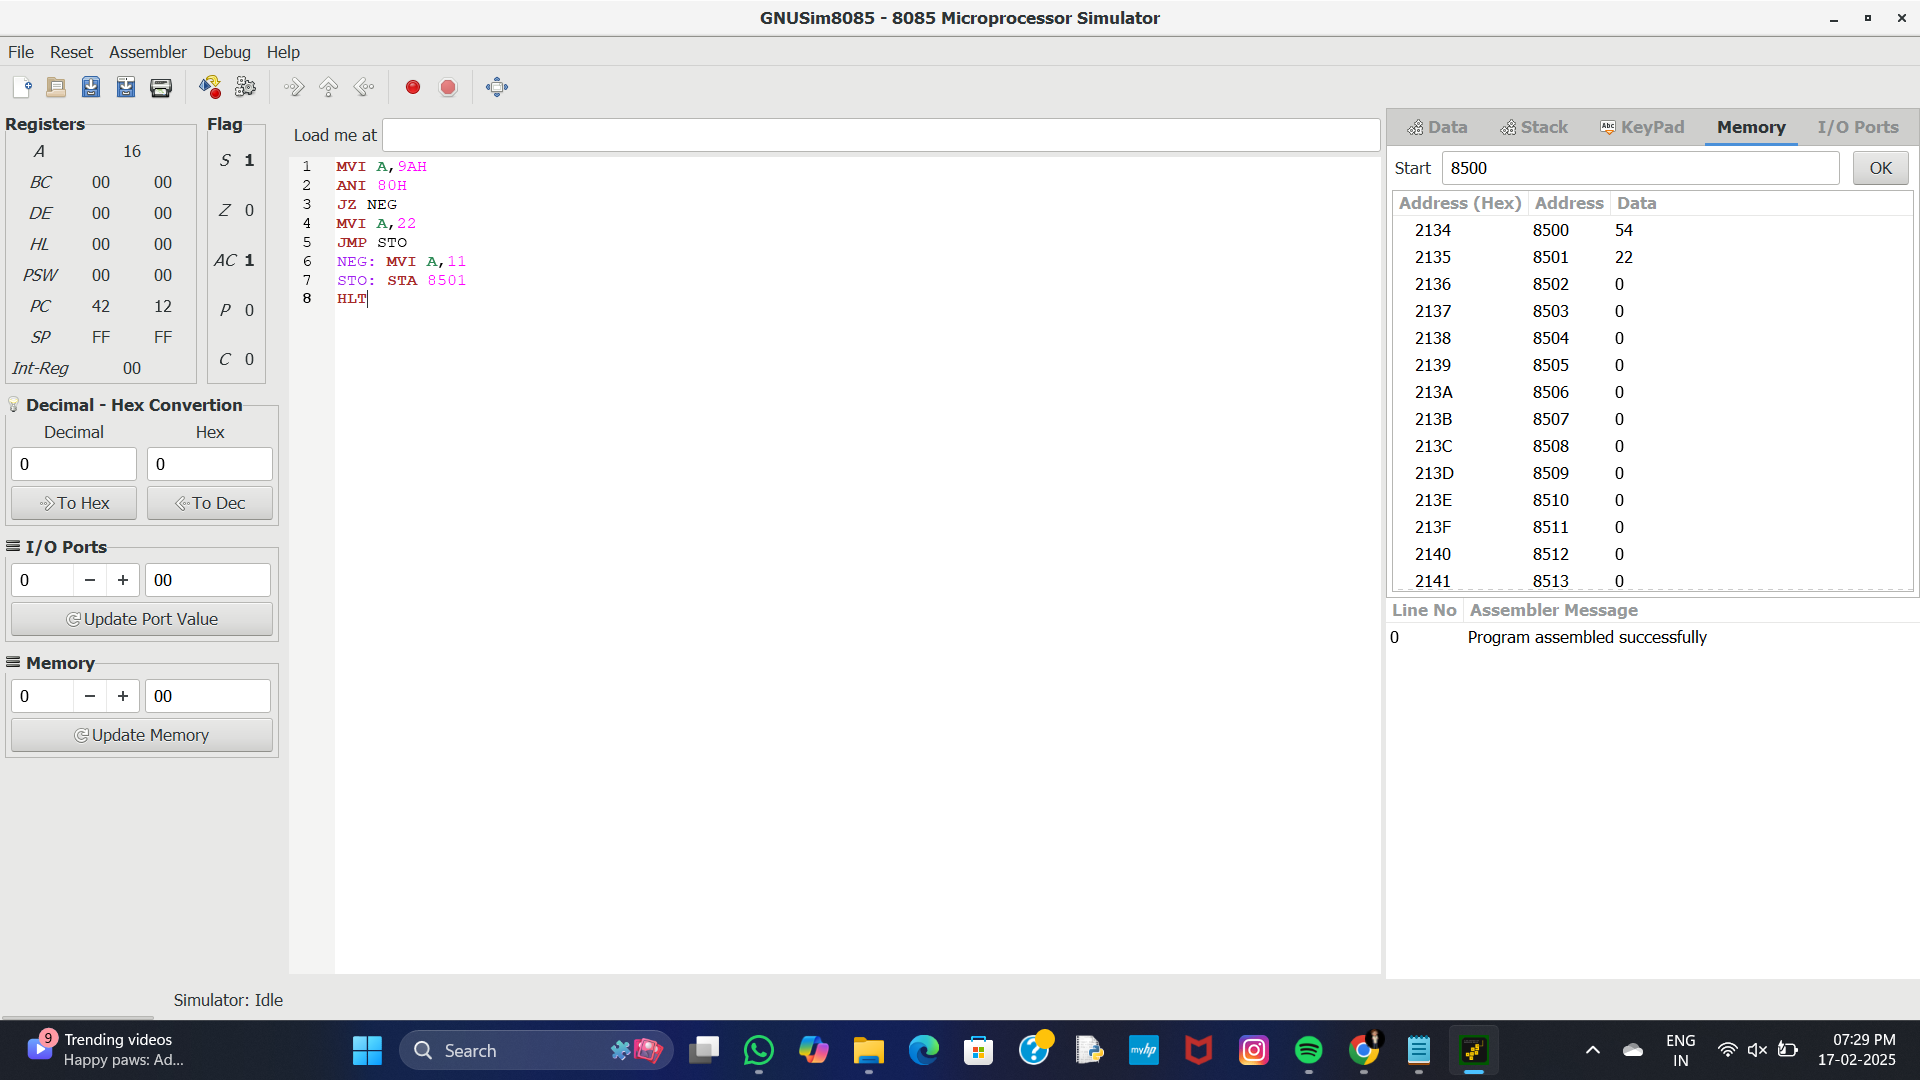 GNUSim8085 - 8085 Microprocessor Simulator
File Reset Assembler Debug Help
Registers
A 16
BC 00 00
DE 00 00
HL 00 00
PSW 00 00
PC 42 12
SP FF FF
Int-Reg 00
Flag
S 1
Z 0
AC 1
P 0
C 0
Decimal - Hex Convertion
Decimal Hex
0 0
To Hex To Dec
I/O Ports
0 − + 00
Update Port Value
Memory
0 − + 00
Update Memory
Load me at
1 MVI A,9AH
2 ANI 80H
3 JZ NEG
4 MVI A,22
5 JMP STO
6 NEG: MVI A,11
7 STO: STA 8501
8 HLT
Data Stack Abc KeyPad Memory I/O Ports
Start 8500 OK
Address (Hex) Address Data
2134 8500 54
2135 8501 22
2136 8502 0
2137 8503 0
2138 8504 0
2139 8505 0
213A 8506 0
213B 8507 0
213C 8508 0
213D 8509 0
213E 8510 0
213F 8511 0
2140 8512 0
2141 8513 0
Line No Assembler Message
0 Program assembled successfully
Simulator: Idle
9 Trending videos
Happy paws: Ad...
Search
myhp
ENG
IN
07:29 PM
17-02-2025